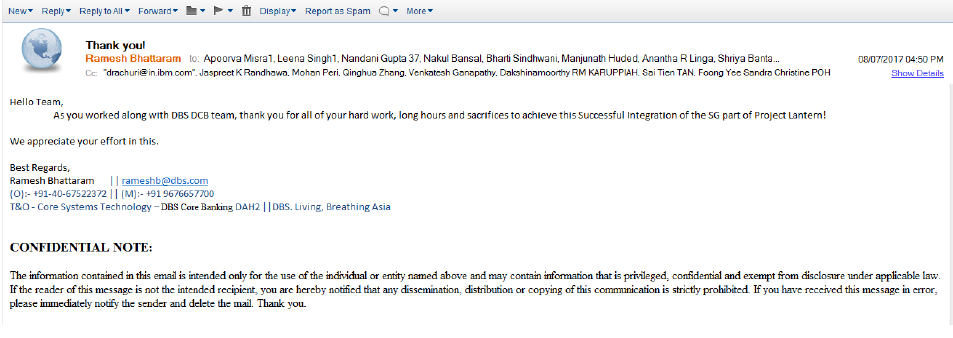 New Reply Reply to All Forward Display Report as Spam More
Thank you!
Ramesh Bhattaram to: Apoorva Misra1, Leena Singh1, Nandani Gupta 37, Nakul Bansal, Bharti Sindhwani, Manjunath Huded, Anantha R Linga, Shriya Banta... 08/07/2017 04:50 PM
Cc: "drachuri@in.ibm.com", Jaspreet K Randhawa, Mohan Peri, Qinghua Zhang, Venkatesh Ganapathy, Dakshinamoorthy RM KARUPPIAH, Sai Tien TAN, Foong Yee Sandra Christine POH Show Details
Hello Team,
As you worked along with DBS DCB team, thank you for all of your hard work, long hours and sacrifices to achieve this Successful Integration of the SG part of Project Lantern!
We appreciate your effort in this.
Best Regards,
Ramesh Bhattaram || rameshb@dbs.com
(O):- +91-40-67522372 || (M):- +91 9676657700
T&O - Core Systems Technology – DBS Core Banking DAH2 ||DBS. Living, Breathing Asia
CONFIDENTIAL NOTE:
The information contained in this email is intended only for the use of the individual or entity named above and may contain information that is privileged, confidential and exempt from disclosure under applicable law.
If the reader of this message is not the intended recipient, you are hereby notified that any dissemination, distribution or copying of this communication is strictly prohibited. If you have received this message in error,
please immediately notify the sender and delete the mail. Thank you.